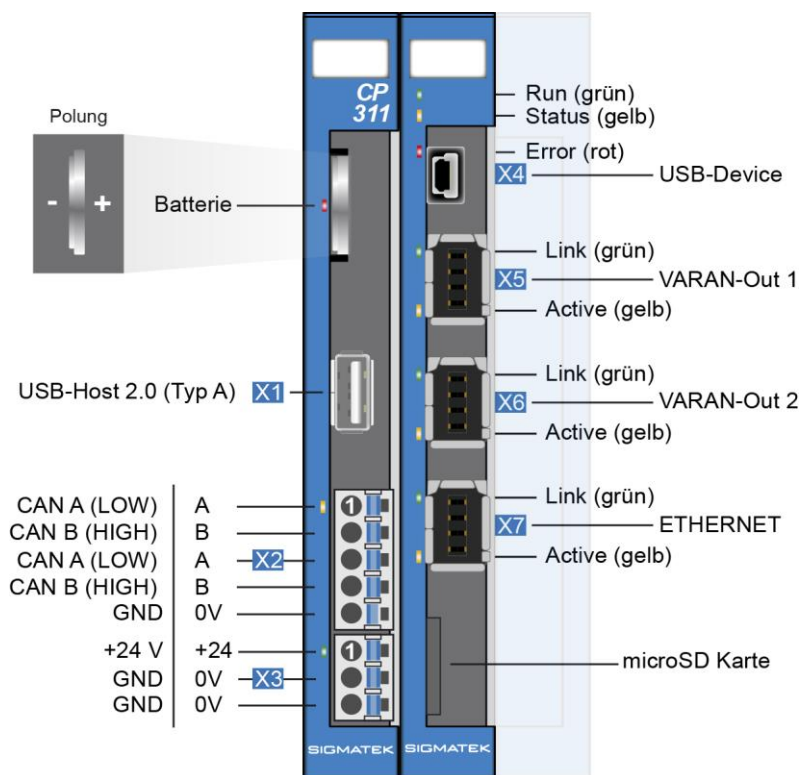 CP
311
Polung
- +
Batterie
USB-Host 2.0 (Typ A) X1
CAN A (LOW) A
CAN B (HIGH) B
CAN A (LOW) A X2
CAN B (HIGH) B
GND 0V
+24 V +24
GND 0V X3
GND 0V
1
1
SIGMATEK
SIGMATEK
Run (grün)
Status (gelb)
Error (rot)
X4 USB-Device
Link (grün)
X5 VARAN-Out 1
Active (gelb)
Link (grün)
X6 VARAN-Out 2
Active (gelb)
Link (grün)
X7 ETHERNET
Active (gelb)
microSD Karte